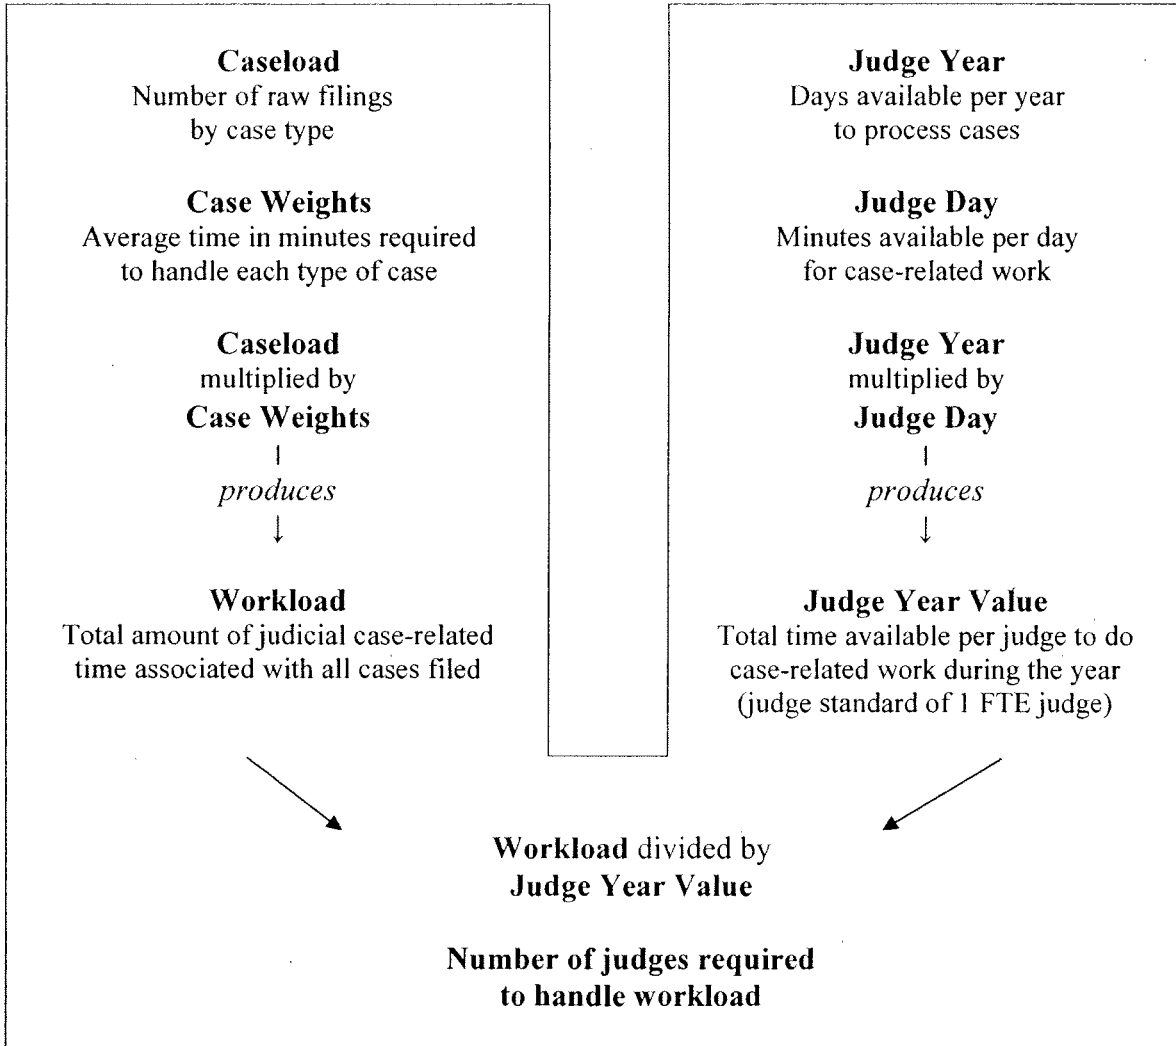 Caseload
Number of raw filings
by case type
Case Weights
Average time in minutes required
to handle each type of case
Caseload
multiplied by
Case Weights
produces
Workload
Total amount of judicial case-related
time associated with all cases filed
Judge Year
Days available per year
to process cases
Judge Day
Minutes available per day
for case-related work
Judge Year
multiplied by
Judge Day
produces
Judge Year Value
Total time available per judge to do
case-related work during the year
(judge standard of 1 FTE judge)
Workload divided by
Judge Year Value
Number of judges required
to handle workload